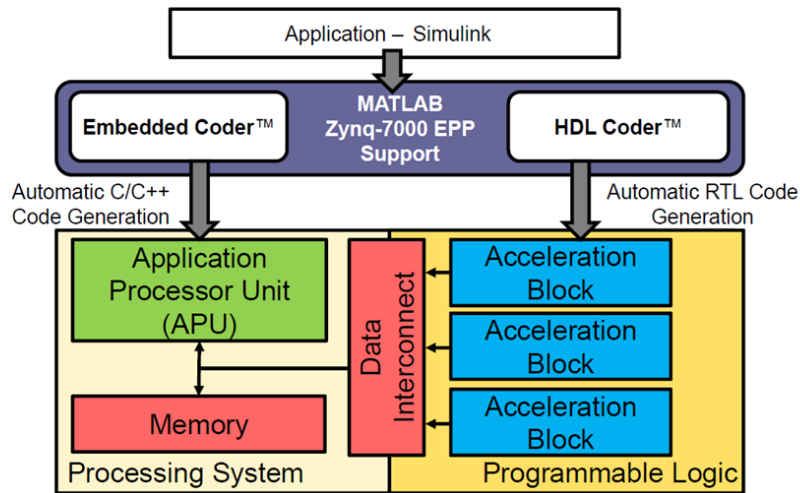 Application – Simulink
MATLAB
Zynq-7000 EPP
Support
Embedded Coder™
HDL Coder™
Automatic C/C++
Code Generation
Automatic RTL Code
Generation
Application
Processor Unit
(APU)
Memory
Data
Interconnect
Acceleration
Block
Acceleration
Block
Acceleration
Block
Processing System
Programmable Logic